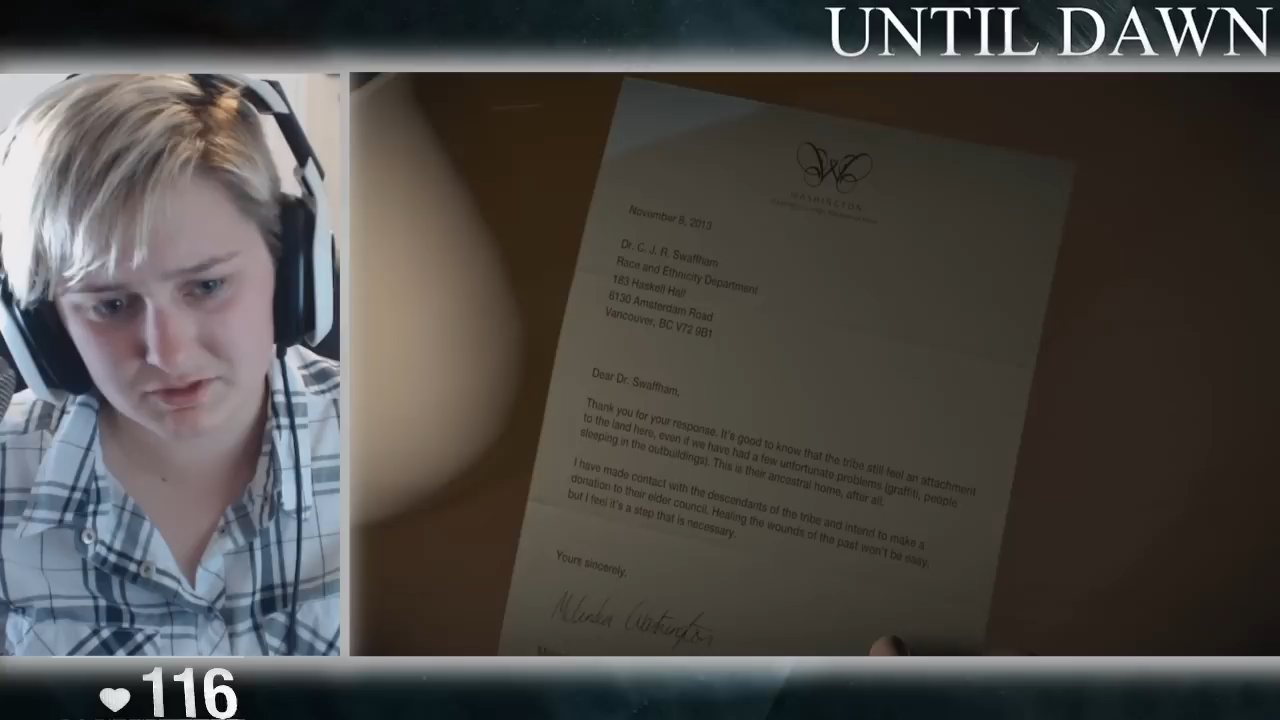 UNTIL DAWN
WASHINGTON
November 9, 2013
Dr. C. J. R. Swaffham
Race and Ethnicity Department
183 Haskell Hall
6130 Amsterdam Road
Vancouver, BC V72 9B1
Dear Dr. Swaffham,
Thank you for your response. It's good to know that the tribe still feel an attachment
to the land here, even if we have had a few unfortunate problems (graffiti, people
sleeping in the outbuildings). This is their ancestral home, after all.
I have made contact with the descendants of the tribe and intend to make a
donation to their elder council. Healing the wounds of the past won't be easy,
but I feel it's a step that is necessary.
Yours sincerely,
Melinda Washington
116